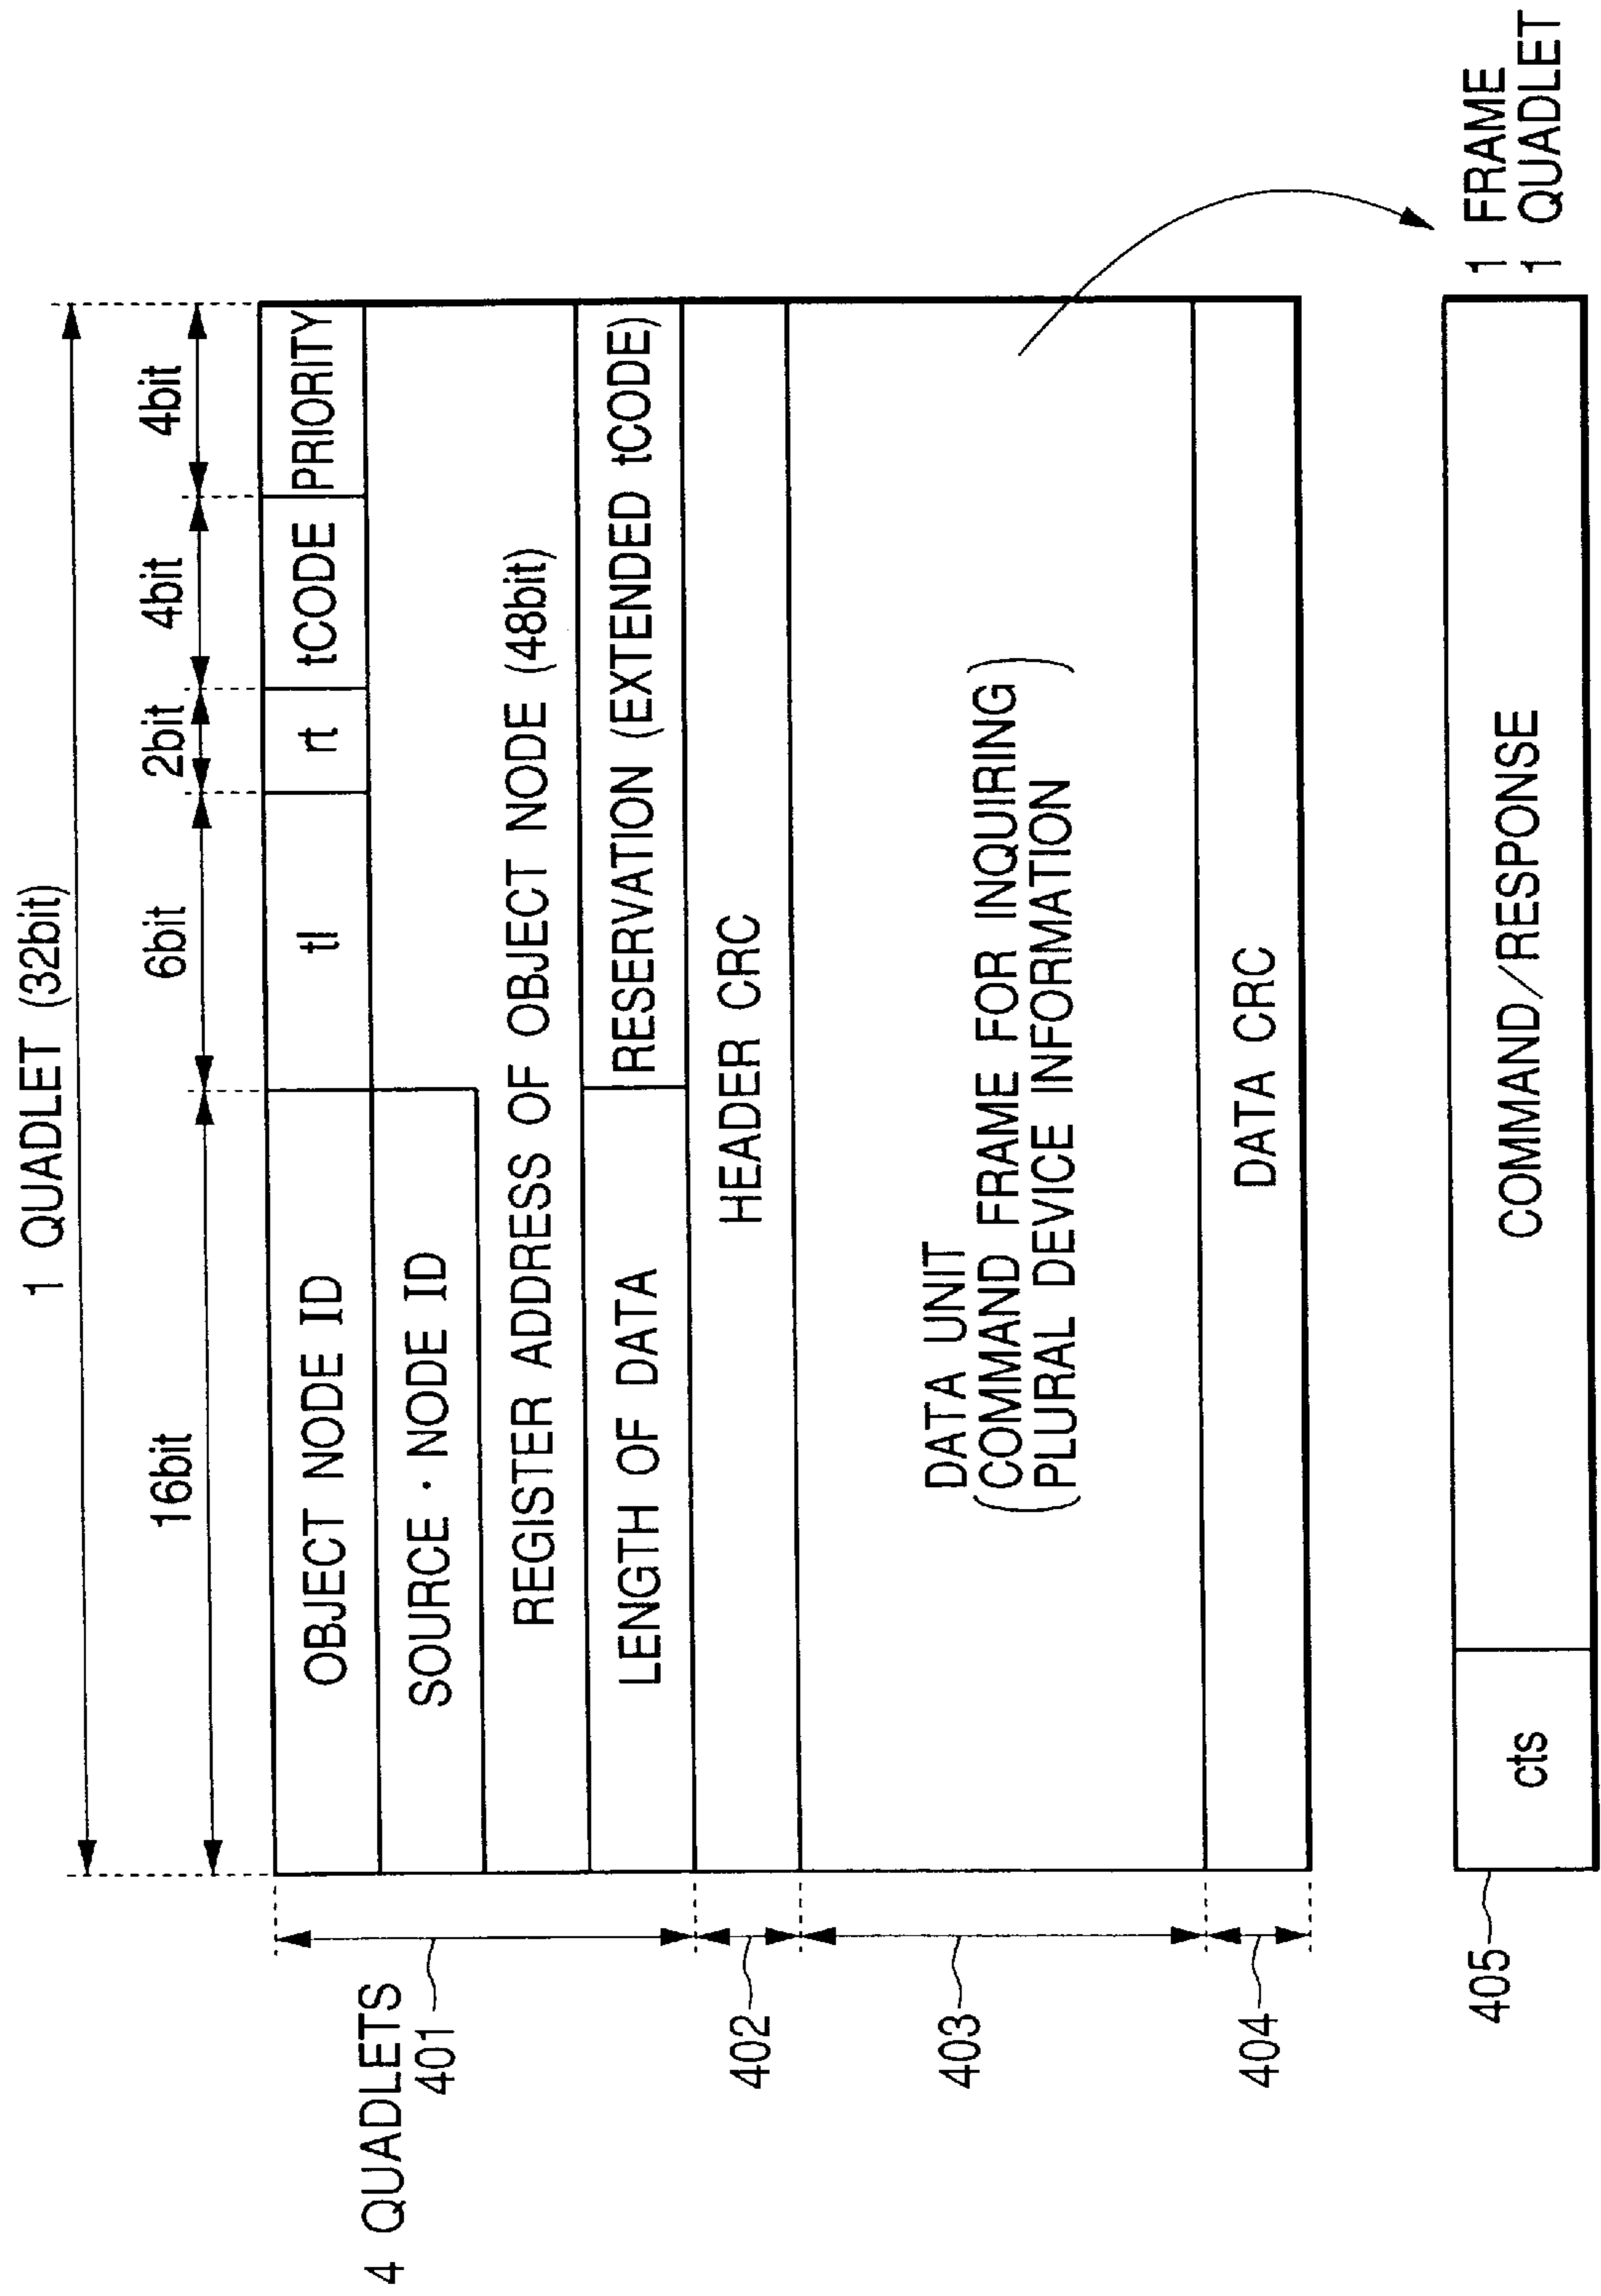 1 QUADLET (32bit)
16bit
6bit
2bit
4bit
4bit
OBJECT NODE ID
tl
rt
tCODE
PRIORITY
SOURCE · NODE ID
REGISTER ADDRESS OF OBJECT NODE (48bit)
LENGTH OF DATA
RESERVATION (EXTENDED tCODE)
4 QUADLETS
401
HEADER CRC
402
DATA UNIT
(COMMAND FRAME FOR INQUIRING
PLURAL DEVICE INFORMATION)
403
DATA CRC
404
1 FRAME
1 QUADLET
cts
COMMAND/RESPONSE
405